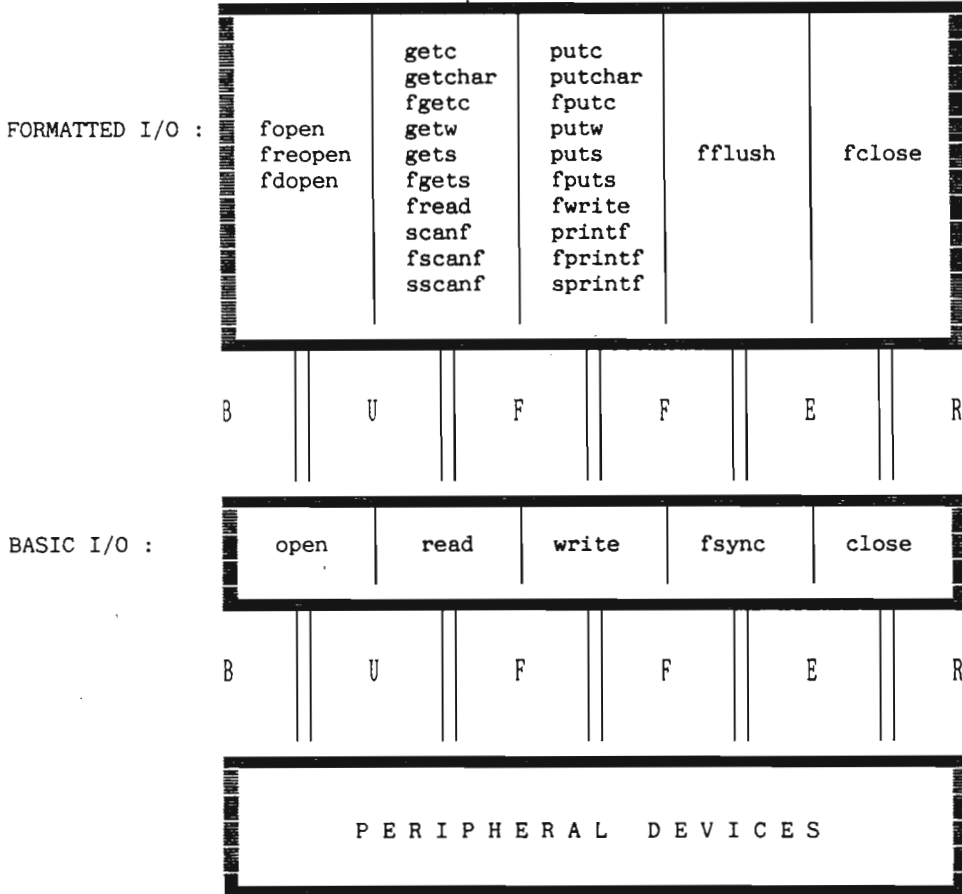 getc putc
getchar putchar
fgetc fputc
FORMATTED I/O : fopen getw putw
freopen gets puts fflush fclose
fdopen fgets fputs
fread fwrite
scanf printf
fscanf fprintf
sscanf sprintf
B U F F E R
BASIC I/O : open read write fsync close
B U F F E R
PERIPHERAL DEVICES